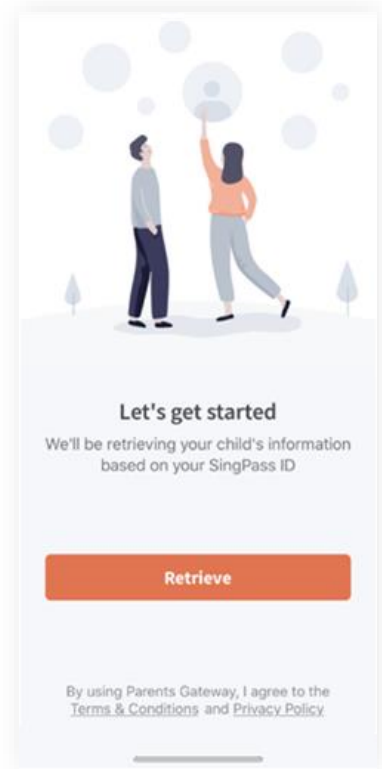 Let's get started
We'll be retrieving your child's information
based on your SingPass ID
Retrieve
By using Parents Gateway, I agree to the
Terms & Conditions and Privacy Policy